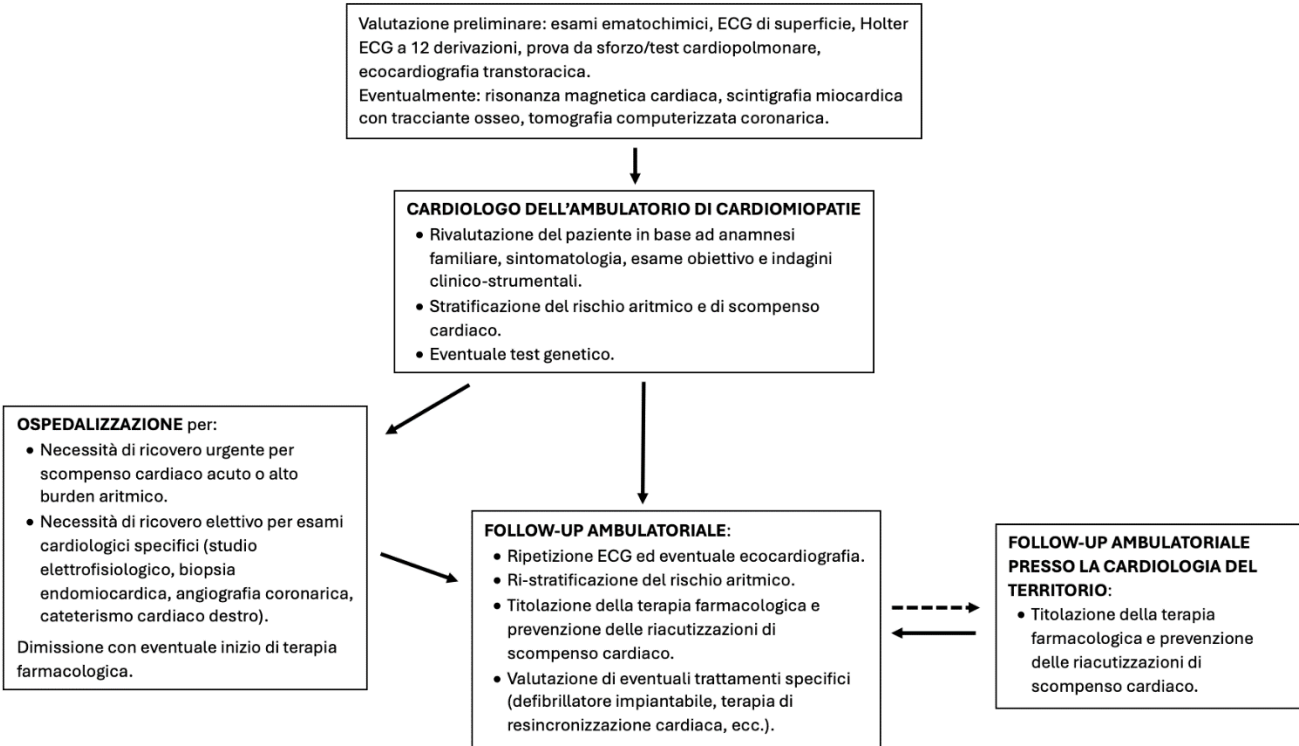 Valutazione preliminare: esami ematochimici, ECG di superficie, Holter
ECG a 12 derivazioni, prova da sforzo/test cardiopolmonare,
ecocardiografia transtoracica.
Eventualmente: risonanza magnetica cardiaca, scintigrafia miocardica
con tracciante osseo, tomografia computerizzata coronarica.
CARDIOLOGO DELL’AMBULATORIO DI CARDIOMIOPATIE
• Rivalutazione del paziente in base ad anamnesi
familiare, sintomatologia, esame obiettivo e indagini
clinico-strumentali.
• Stratificazione del rischio aritmico e di scompenso
cardiaco.
• Eventuale test genetico.
OSPEDALIZZAZIONE per:
• Necessità di ricovero urgente per
scompenso cardiaco acuto o alto
burden aritmico.
• Necessità di ricovero elettivo per esami
cardiologici specifici (studio
elettrofisiologico, biopsia
endomiocardica, angiografia coronarica,
cateterismo cardiaco destro).
Dimissione con eventuale inizio di terapia
farmacologica.
FOLLOW-UP AMBULATORIALE:
• Ripetizione ECG ed eventuale ecocardiografia.
• Ri-stratificazione del rischio aritmico.
• Titolazione della terapia farmacologica e
prevenzione delle riacutizzazioni di
scompenso cardiaco.
• Valutazione di eventuali trattamenti specifici
(defibrillatore impiantabile, terapia di
resincronizzazione cardiaca, ecc.).
FOLLOW-UP AMBULATORIALE
PRESSO LA CARDIOLOGIA DEL
TERRITORIO:
• Titolazione della terapia
farmacologica e prevenzione
delle riacutizzazioni di
scompenso cardiaco.